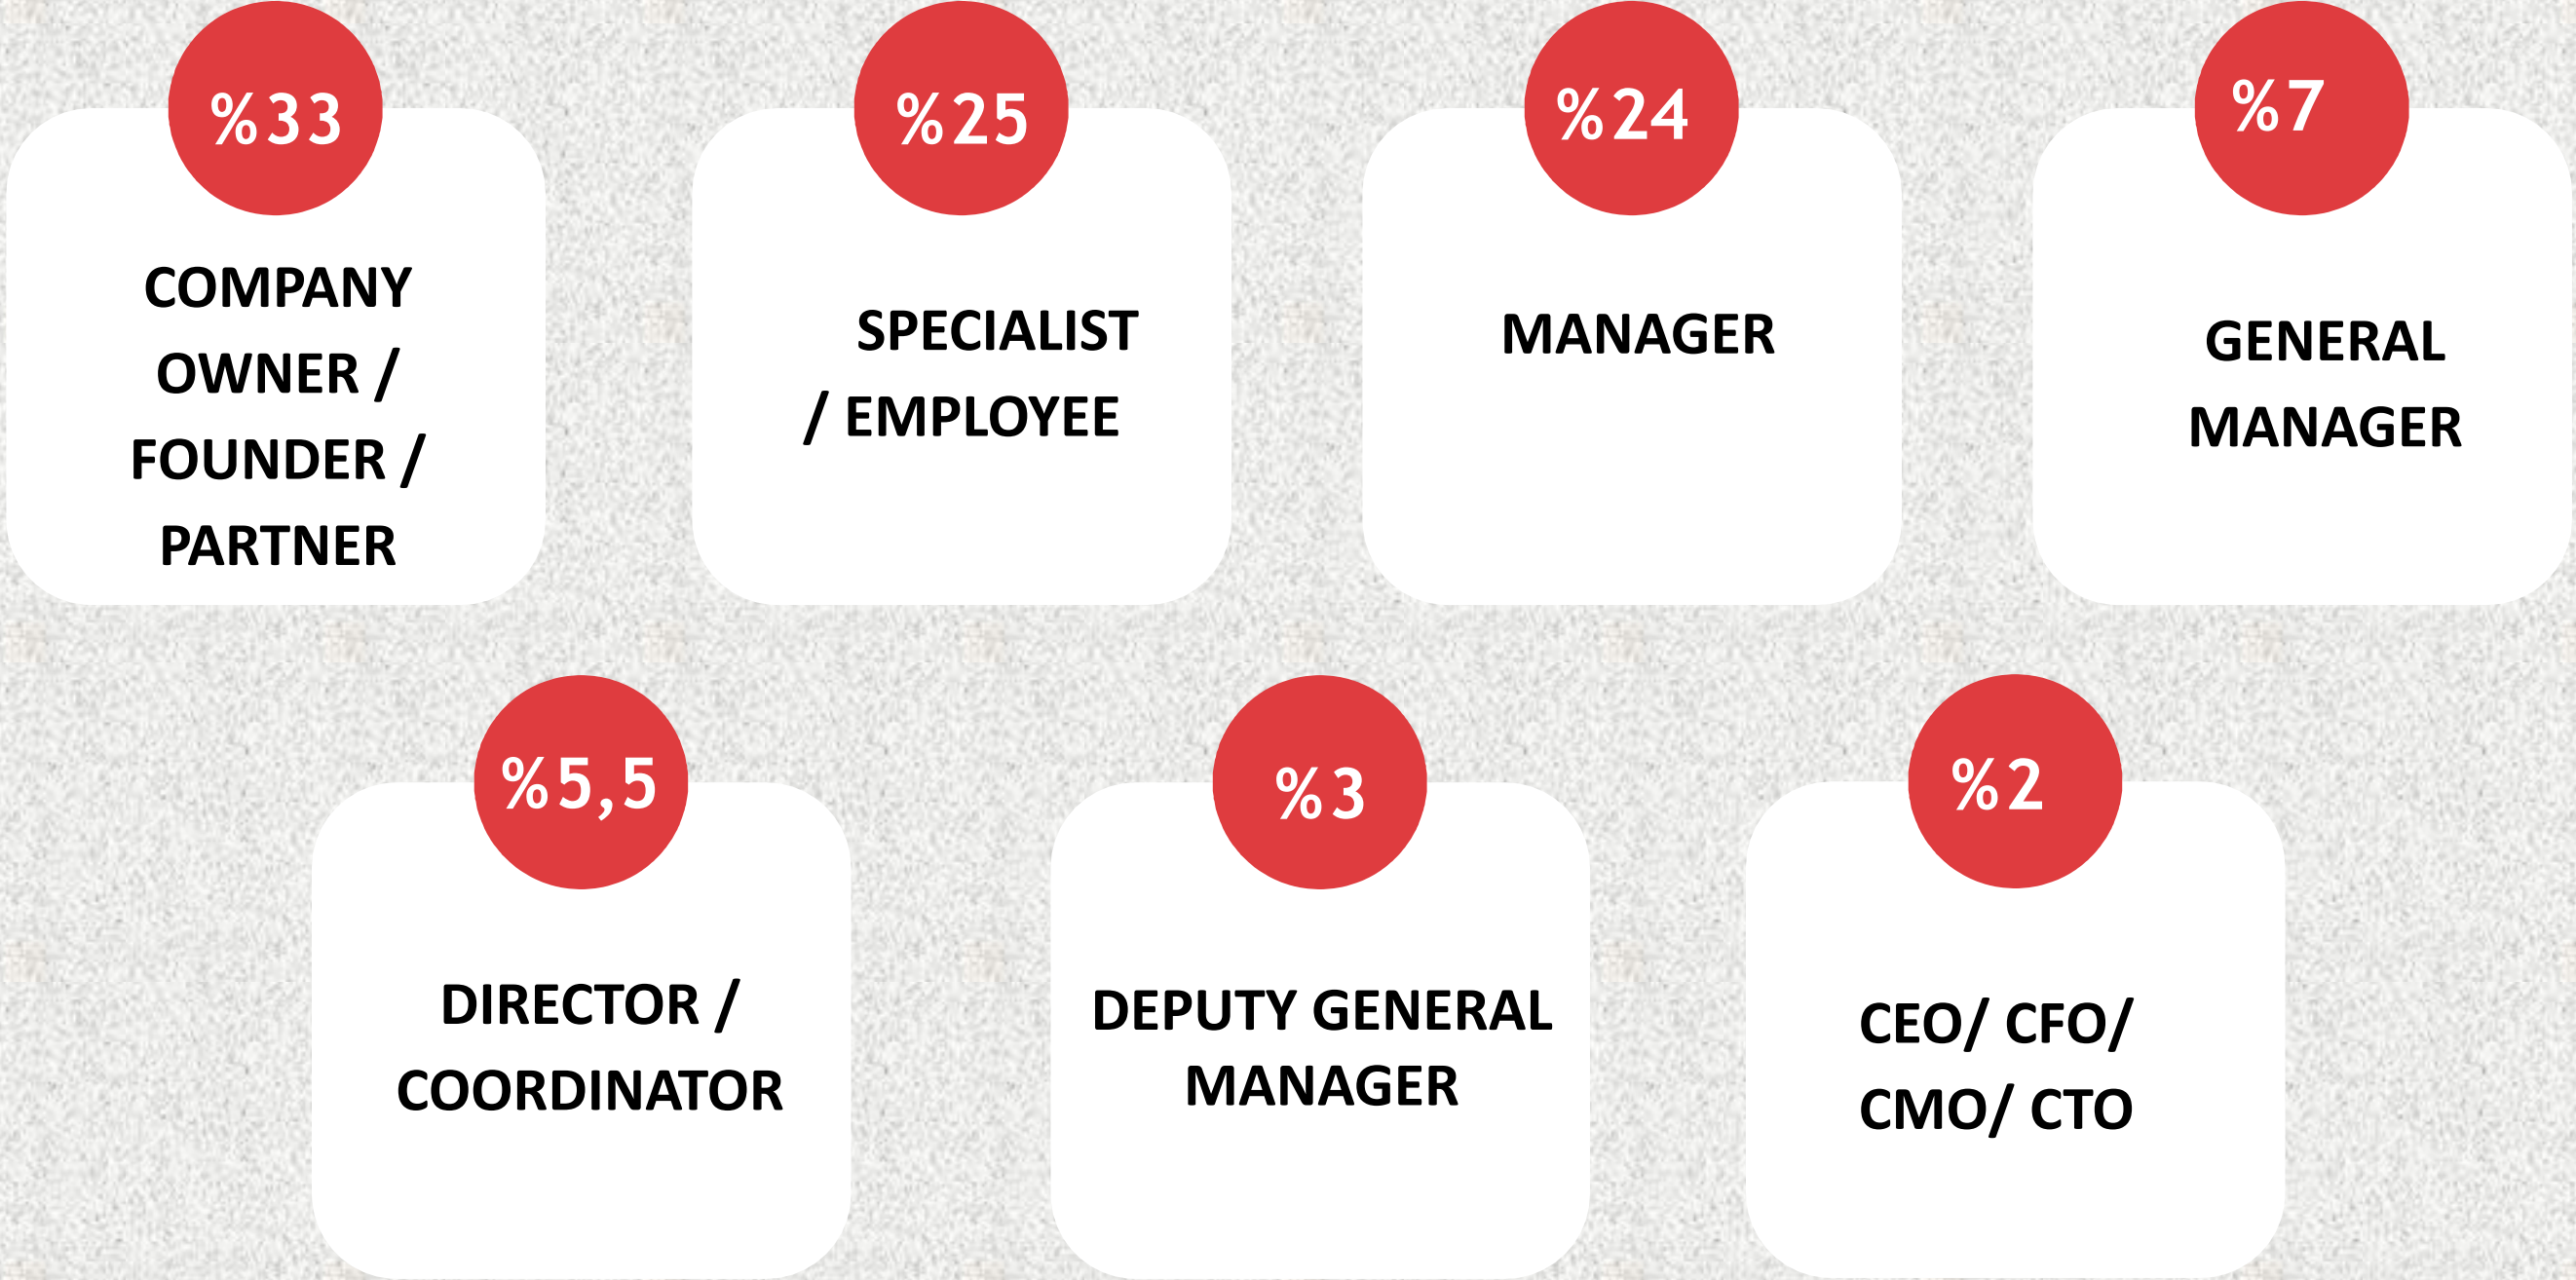 %33
COMPANY
OWNER /
FOUNDER /
PARTNER
%25
SPECIALIST
/ EMPLOYEE
%24
MANAGER
%7
GENERAL
MANAGER
%5,5
DIRECTOR /
COORDINATOR
%3
DEPUTY GENERAL
MANAGER
%2
CEO/ CFO/
CMO/ CTO